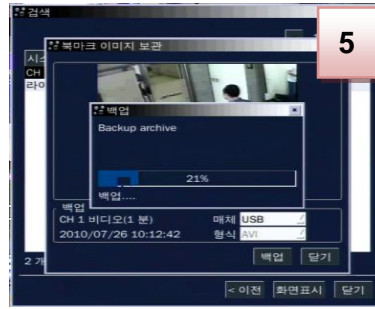 검색
5
북마크 이미지 보관
시스
CH
라이
백업
Backup archive
21%
백업....
백업
CH 1 비디오(1 분)
매체 USB
2010/07/26 10:12:42
형식 AVI
백업 닫기
2 개
< 이전 화면표시 닫기